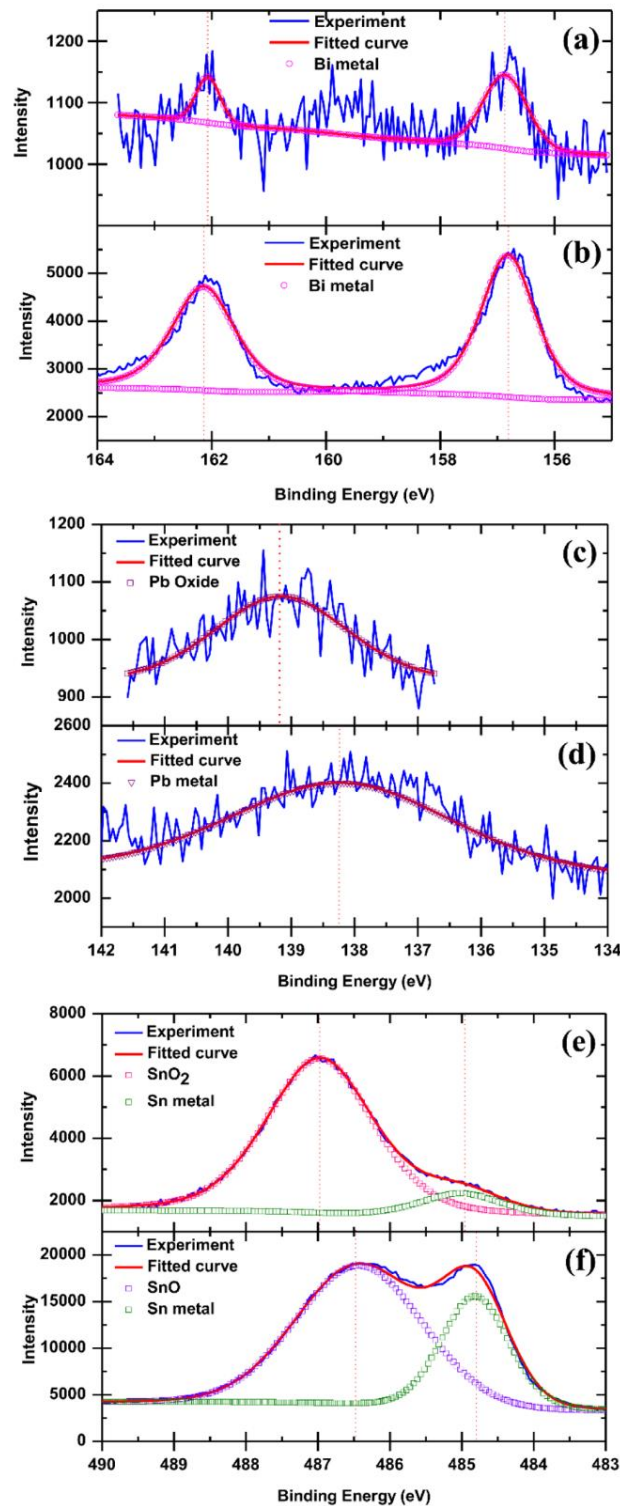 Experiment
Fitted curve
Bi metal
(a)
1200
1100
1000
Intensity
Experiment
Fitted curve
Bi metal
(b)
5000
4000
3000
2000
Intensity
164 162 160 158 156
Binding Energy (eV)
Experiment
Fitted curve
Pb Oxide
(c)
1200
1100
1000
900
Intensity
2600
Experiment
Fitted curve
Pb metal
(d)
2400
2200
2000
Intensity
142 141 140 139 138 137 136 135 134
Binding Energy (eV)
8000
Experiment
Fitted curve
SnO2
Sn metal
(e)
6000
4000
2000
Intensity
20000
Experiment
Fitted curve
SnO
Sn metal
(f)
15000
10000
5000
0
Intensity
490 489 488 487 486 485 484 483
Binding Energy (eV)